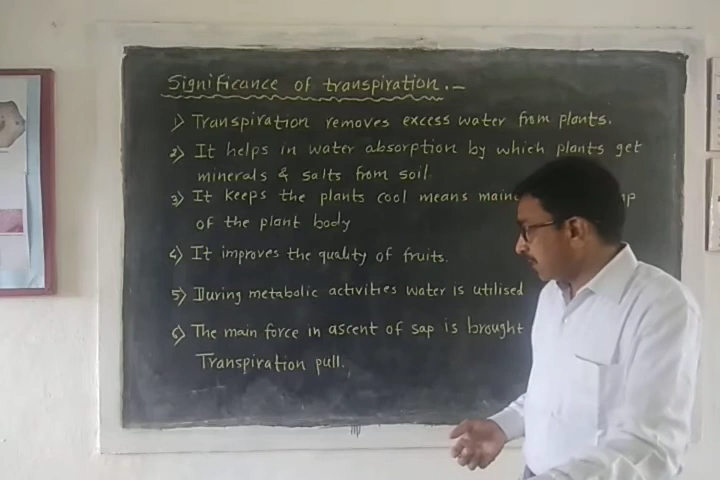 Significance of transpiration.-
1) Transpiration removes excess water from plants.
2) It helps in water absorption by which plants get
minerals & salts from soil.
3) It keeps the plants cool means
of the plant body
4) It improves the quality of fruits.
5) During metabolic activities water is utilised
6) The main force in ascent of sap is brought
Transpiration pull.